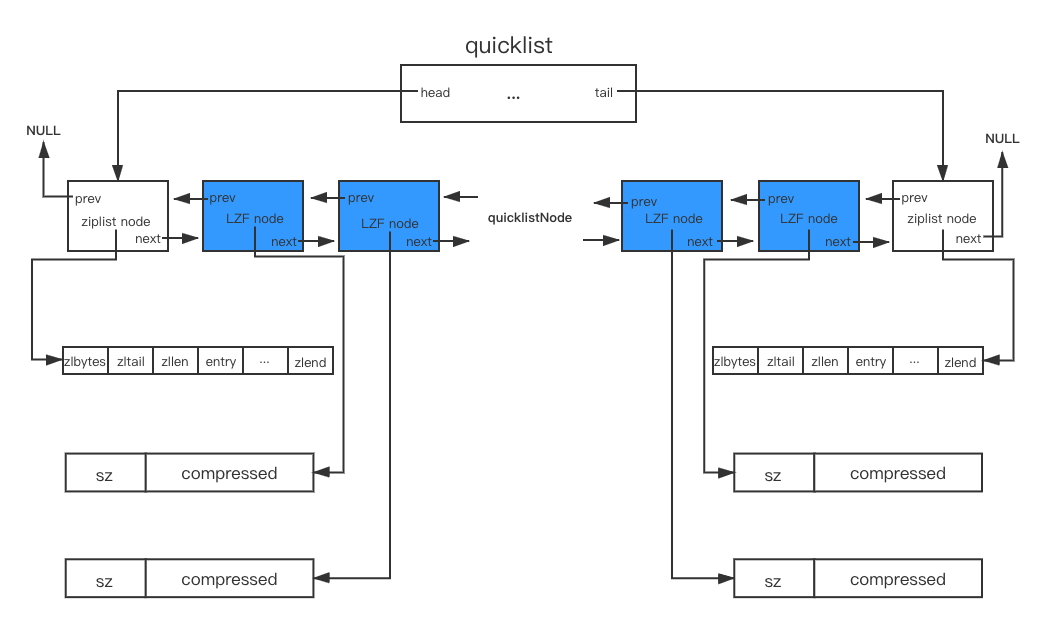 quicklist
head ... tail
NULL
NULL
prev
ziplist node
next
prev
LZF node
next
prev
LZF node
next
quicklistNode
prev
LZF node
next
prev
LZF node
next
prev
ziplist node
next
zlbytes zltail zllen entry ... zlend
zlbytes zltail zllen entry ... zlend
sz compressed
sz compressed
sz compressed
sz compressed